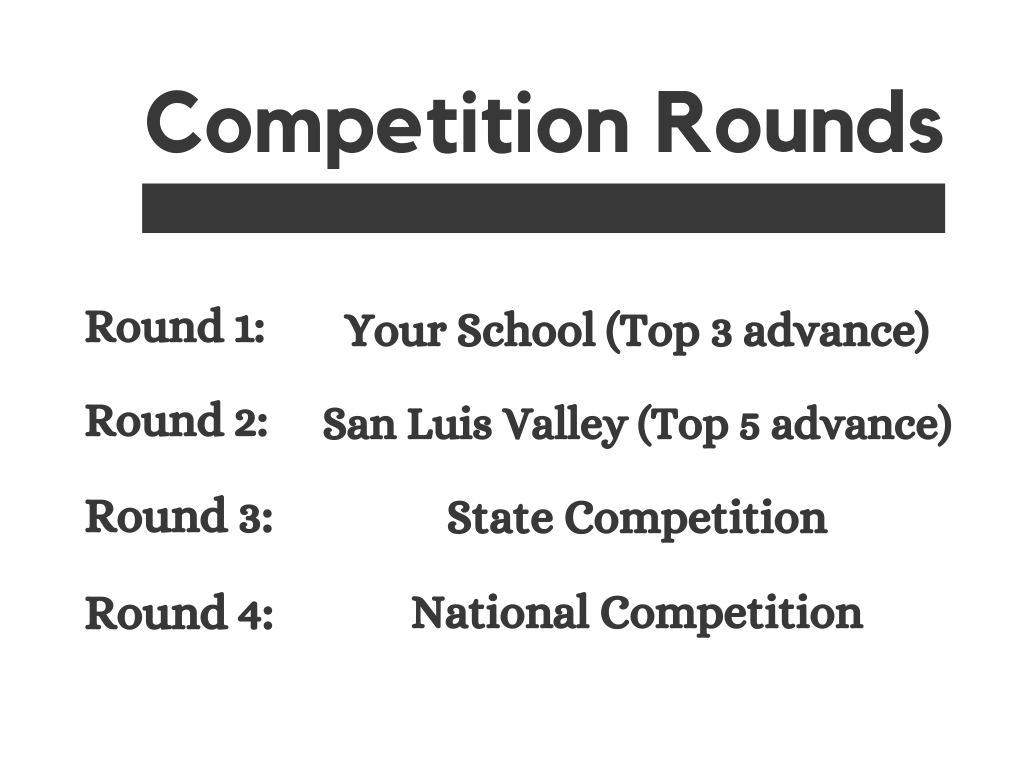 Competition Rounds
Round 1: Your School (Top 3 advance)
Round 2: San Luis Valley (Top 5 advance)
Round 3: State Competition
Round 4: National Competition